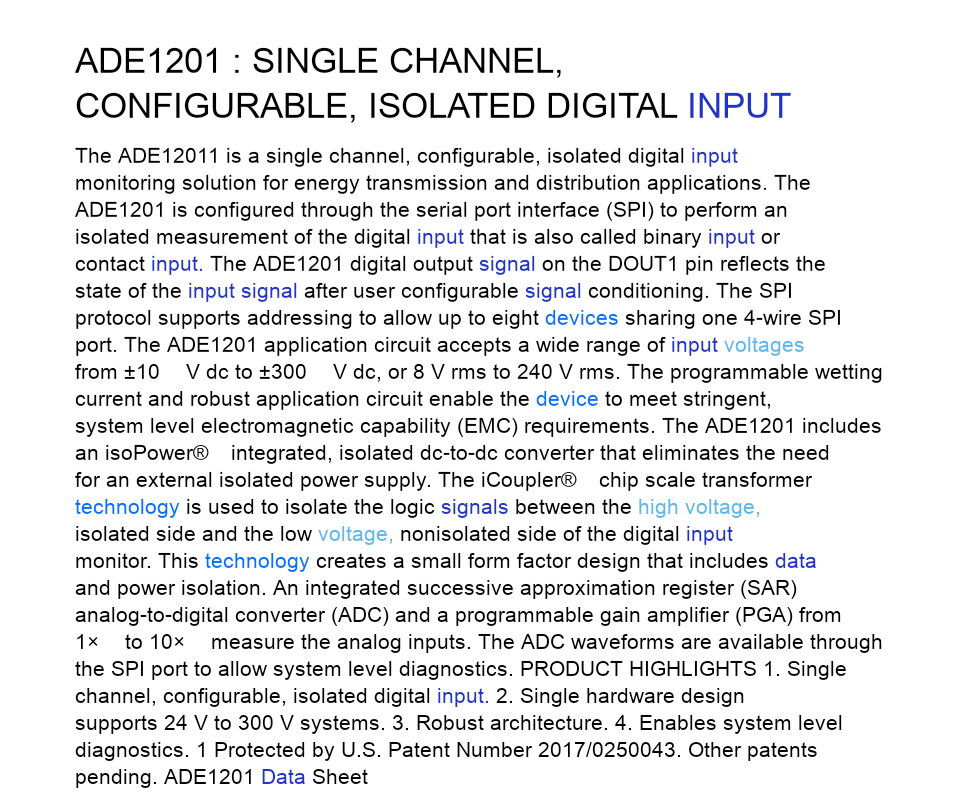 ADE1201 : SINGLE CHANNEL,
CONFIGURABLE, ISOLATED DIGITAL INPUT
The ADE12011 is a single channel, configurable, isolated digital input
monitoring solution for energy transmission and distribution applications. The
ADE1201 is configured through the serial port interface (SPI) to perform an
isolated measurement of the digital input that is also called binary input or
contact input. The ADE1201 digital output signal on the DOUT1 pin reflects the
state of the input signal after user configurable signal conditioning. The SPI
protocol supports addressing to allow up to eight devices sharing one 4-wire SPI
port. The ADE1201 application circuit accepts a wide range of input voltages
from ±10 V dc to ±300 V dc, or 8 V rms to 240 V rms. The programmable wetting
current and robust application circuit enable the device to meet stringent,
system level electromagnetic capability (EMC) requirements. The ADE1201 includes
an isoPower® integrated, isolated dc-to-dc converter that eliminates the need
for an external isolated power supply. The iCoupler® chip scale transformer
technology is used to isolate the logic signals between the high voltage,
isolated side and the low voltage, nonisolated side of the digital input
monitor. This technology creates a small form factor design that includes data
and power isolation. An integrated successive approximation register (SAR)
analog-to-digital converter (ADC) and a programmable gain amplifier (PGA) from
1× to 10× measure the analog inputs. The ADC waveforms are available through
the SPI port to allow system level diagnostics. PRODUCT HIGHLIGHTS 1. Single
channel, configurable, isolated digital input. 2. Single hardware design
supports 24 V to 300 V systems. 3. Robust architecture. 4. Enables system level
diagnostics. 1 Protected by U.S. Patent Number 2017/0250043. Other patents
pending. ADE1201 Data Sheet